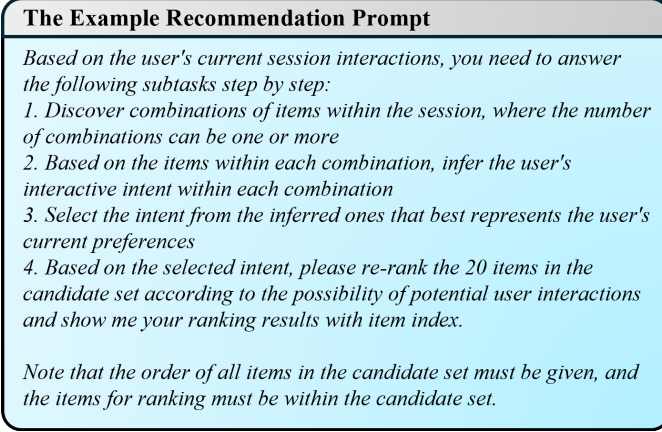 The Example Recommendation Prompt
Based on the user's current session interactions, you need to answer
the following subtasks step by step:
1. Discover combinations of items within the session, where the number
of combinations can be one or more
2. Based on the items within each combination, infer the user's
interactive intent within each combination
3. Select the intent from the inferred ones that best represents the user's
current preferences
4. Based on the selected intent, please re-rank the 20 items in the
candidate set according to the possibility of potential user interactions
and show me your ranking results with item index.
Note that the order of all items in the candidate set must be given, and
the items for ranking must be within the candidate set.